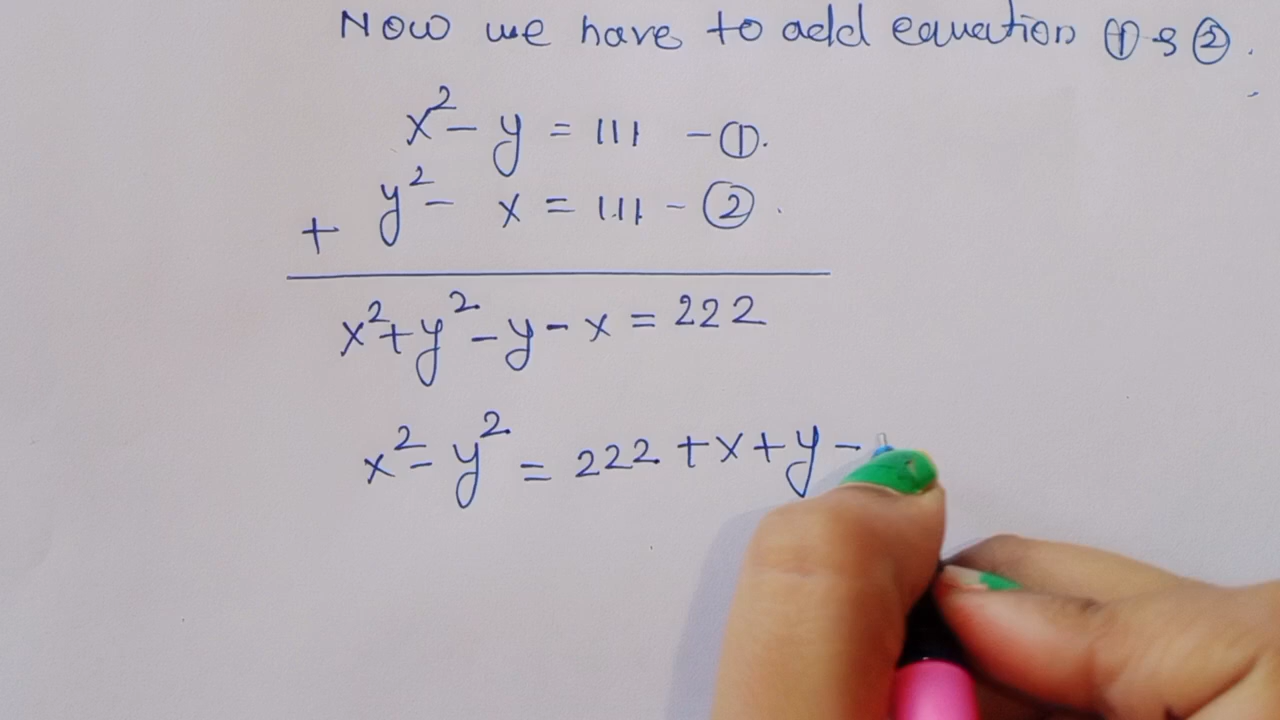 Now we have to add equation ① & ②.
x² - y = 111 - ①.
+ y² - x = 111 - ②.
x² + y² - y - x = 222
x² - y² = 222 + x + y -